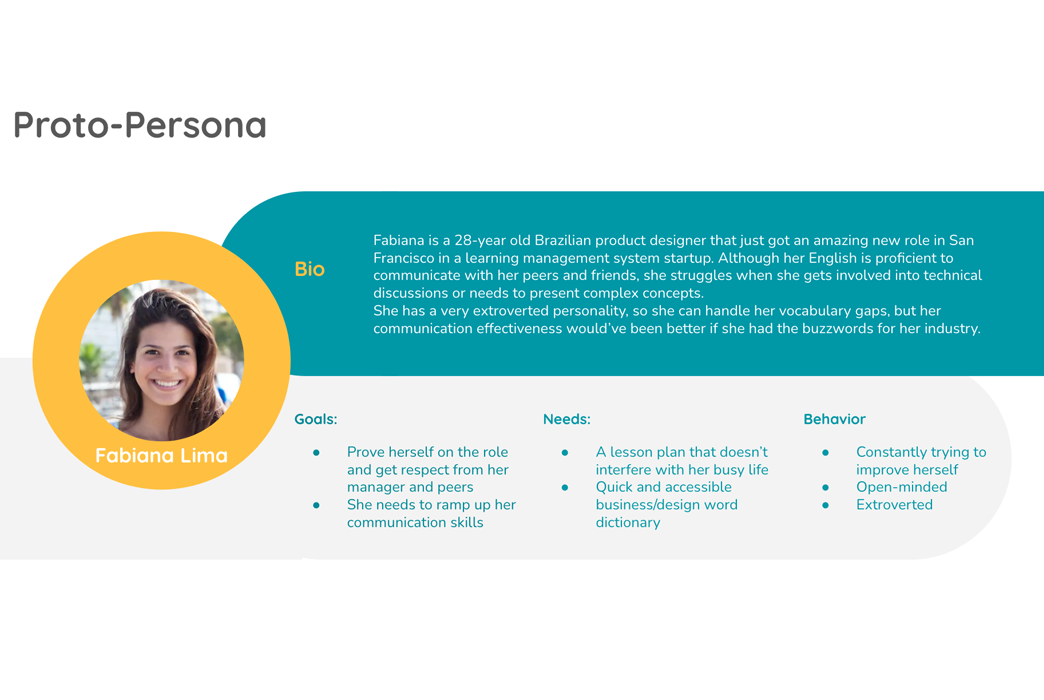 Proto-Persona
Bio
Fabiana is a 28-year old Brazilian product designer that just got an amazing new role in San
Francisco in a learning management system startup. Although her English is proficient to
communicate with her peers and friends, she struggles when she gets involved into technical
discussions or needs to present complex concepts.
She has a very extroverted personality, so she can handle her vocabulary gaps, but her
communication effectiveness would've been better if she had the buzzwords for her industry.
Fabiana Lima
Goals:
● Prove herself on the role
and get respect from her
manager and peers
● She needs to ramp up her
communication skills
Needs:
● A lesson plan that doesn't
interfere with her busy life
● Quick and accessible
business/design word
dictionary
Behavior
● Constantly trying to
improve herself
● Open-minded
● Extroverted